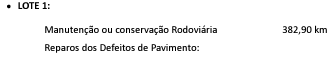 • LOTE 1:
Manutenção ou conservação Rodoviária 382,90 km
Reparos dos Defeitos de Pavimento: